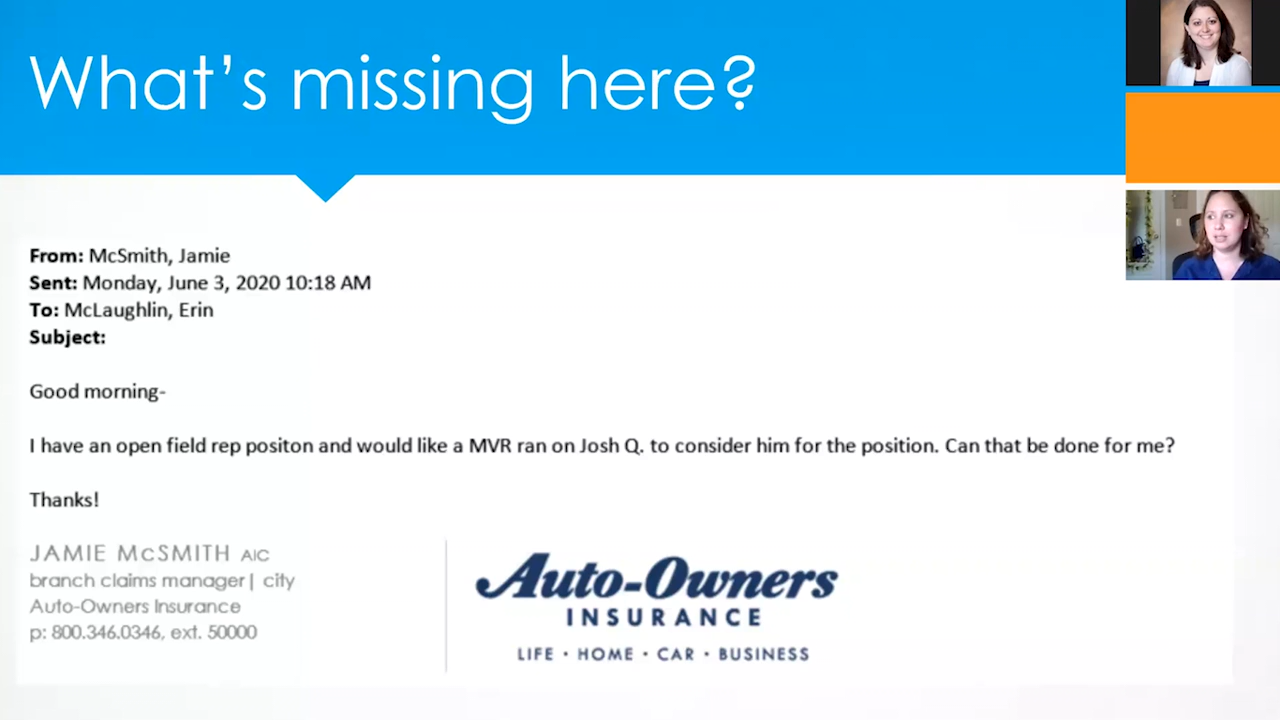 What's missing here?
From: McSmith, Jamie
Sent: Monday, June 3, 2020 10:18 AM
To: McLaughlin, Erin
Subject:
Good morning-
I have an open field rep positon and would like a MVR ran on Josh Q. to consider him for the position. Can that be done for me?
Thanks!
JAMIE McSMITH AIC
branch claims manager| city
Auto-Owners Insurance
p: 800.346.0346, ext. 50000
Auto-Owners
INSURANCE
LIFE • HOME • CAR • BUSINESS